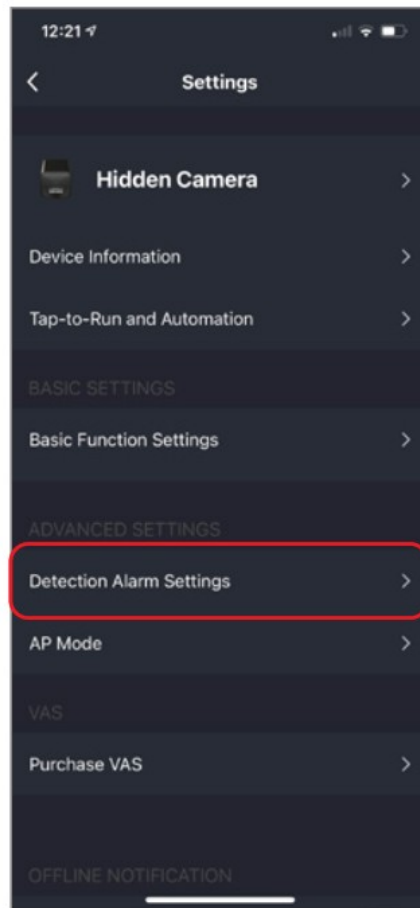 12:21
Settings
Hidden Camera
Device Information
Tap-to-Run and Automation
BASIC SETTINGS
Basic Function Settings
ADVANCED SETTINGS
Detection Alarm Settings
AP Mode
VAS
Purchase VAS
OFFLINE NOTIFICATION